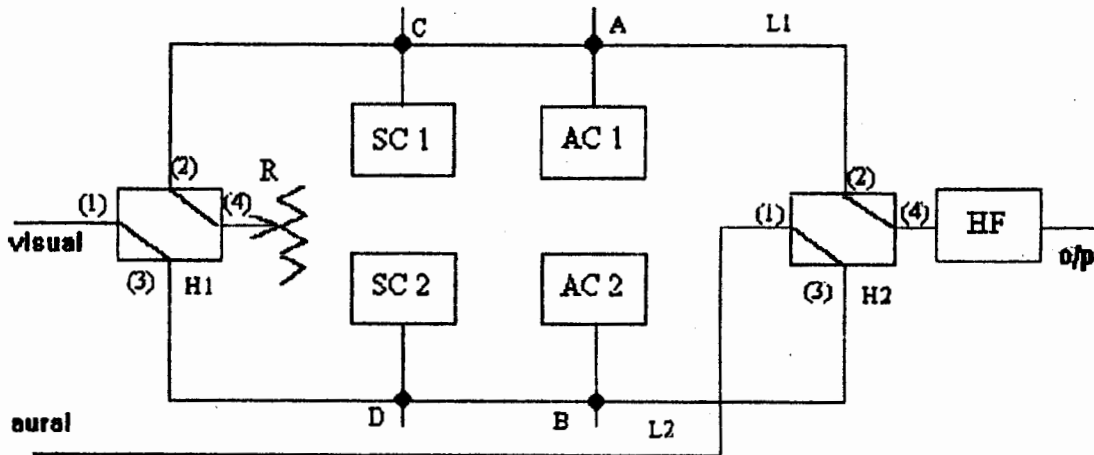 C A L1
SC 1 AC 1
R
(2) (2)
(1) (4) (1) (4) HF
visual o/p
(3) H1 SC 2 AC 2 (3) H2
D B L2
aural